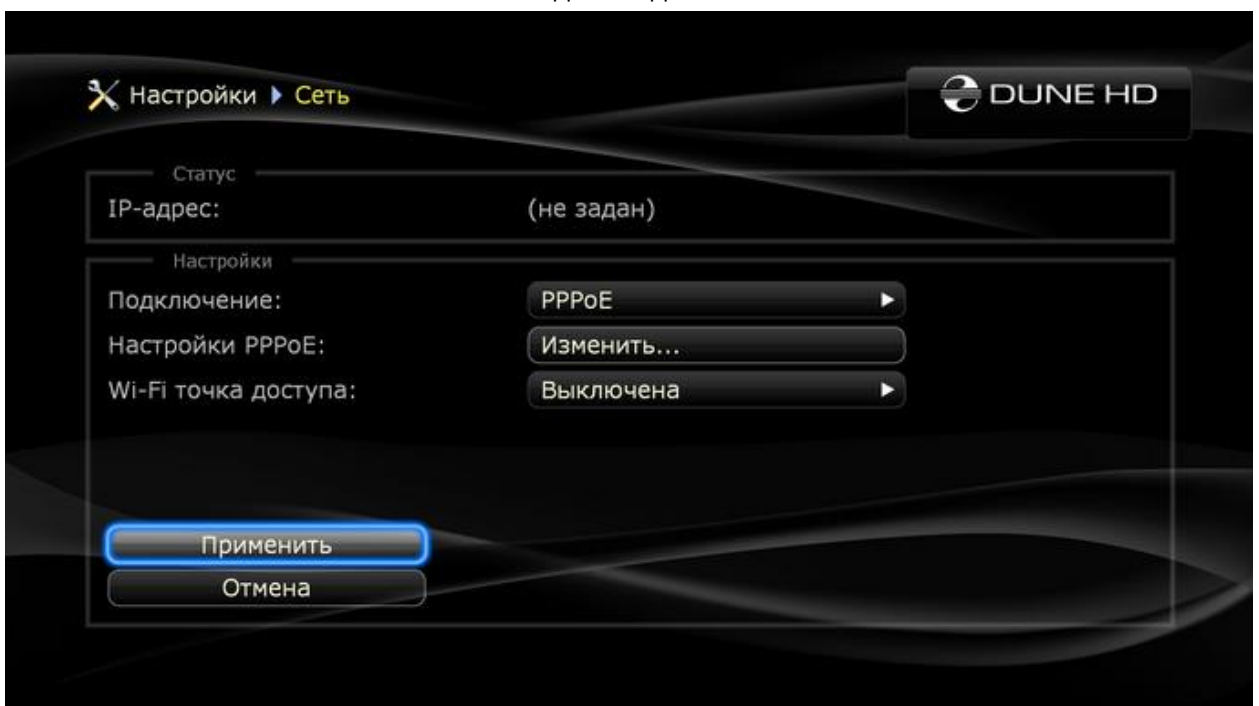 Настройки Сеть
DUNE HD
Статус
IP-адрес: (не задан)
Настройки
Подключение: PPPoE
Настройки PPPoE: Изменить...
Wi-Fi точка доступа: Выключена
Применить
Отмена